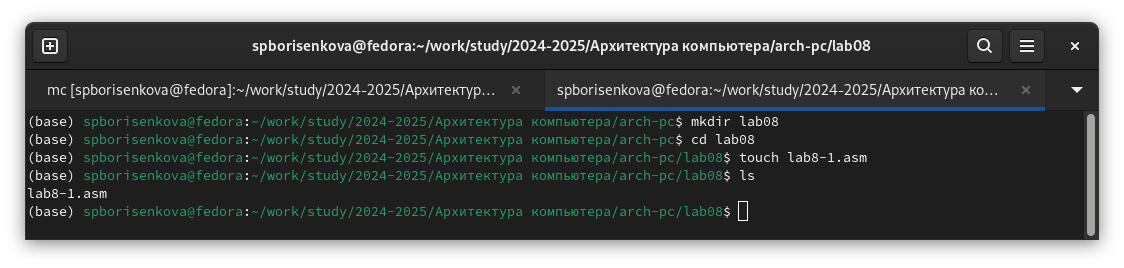 spborisenkova@fedora:~/work/study/2024-2025/Архитектура компьютера/arch-pc/lab08
mc [spborisenkova@fedora]:~/work/study/2024-2025/Архитектур...
spborisenkova@fedora:~/work/study/2024-2025/Архитектура ко...
(base) spborisenkova@fedora:~/work/study/2024-2025/Архитектура компьютера/arch-pc$ mkdir lab08
(base) spborisenkova@fedora:~/work/study/2024-2025/Архитектура компьютера/arch-pc$ cd lab08
(base) spborisenkova@fedora:~/work/study/2024-2025/Архитектура компьютера/arch-pc/lab08$ touch lab8-1.asm
(base) spborisenkova@fedora:~/work/study/2024-2025/Архитектура компьютера/arch-pc/lab08$ ls
lab8-1.asm
(base) spborisenkova@fedora:~/work/study/2024-2025/Архитектура компьютера/arch-pc/lab08$